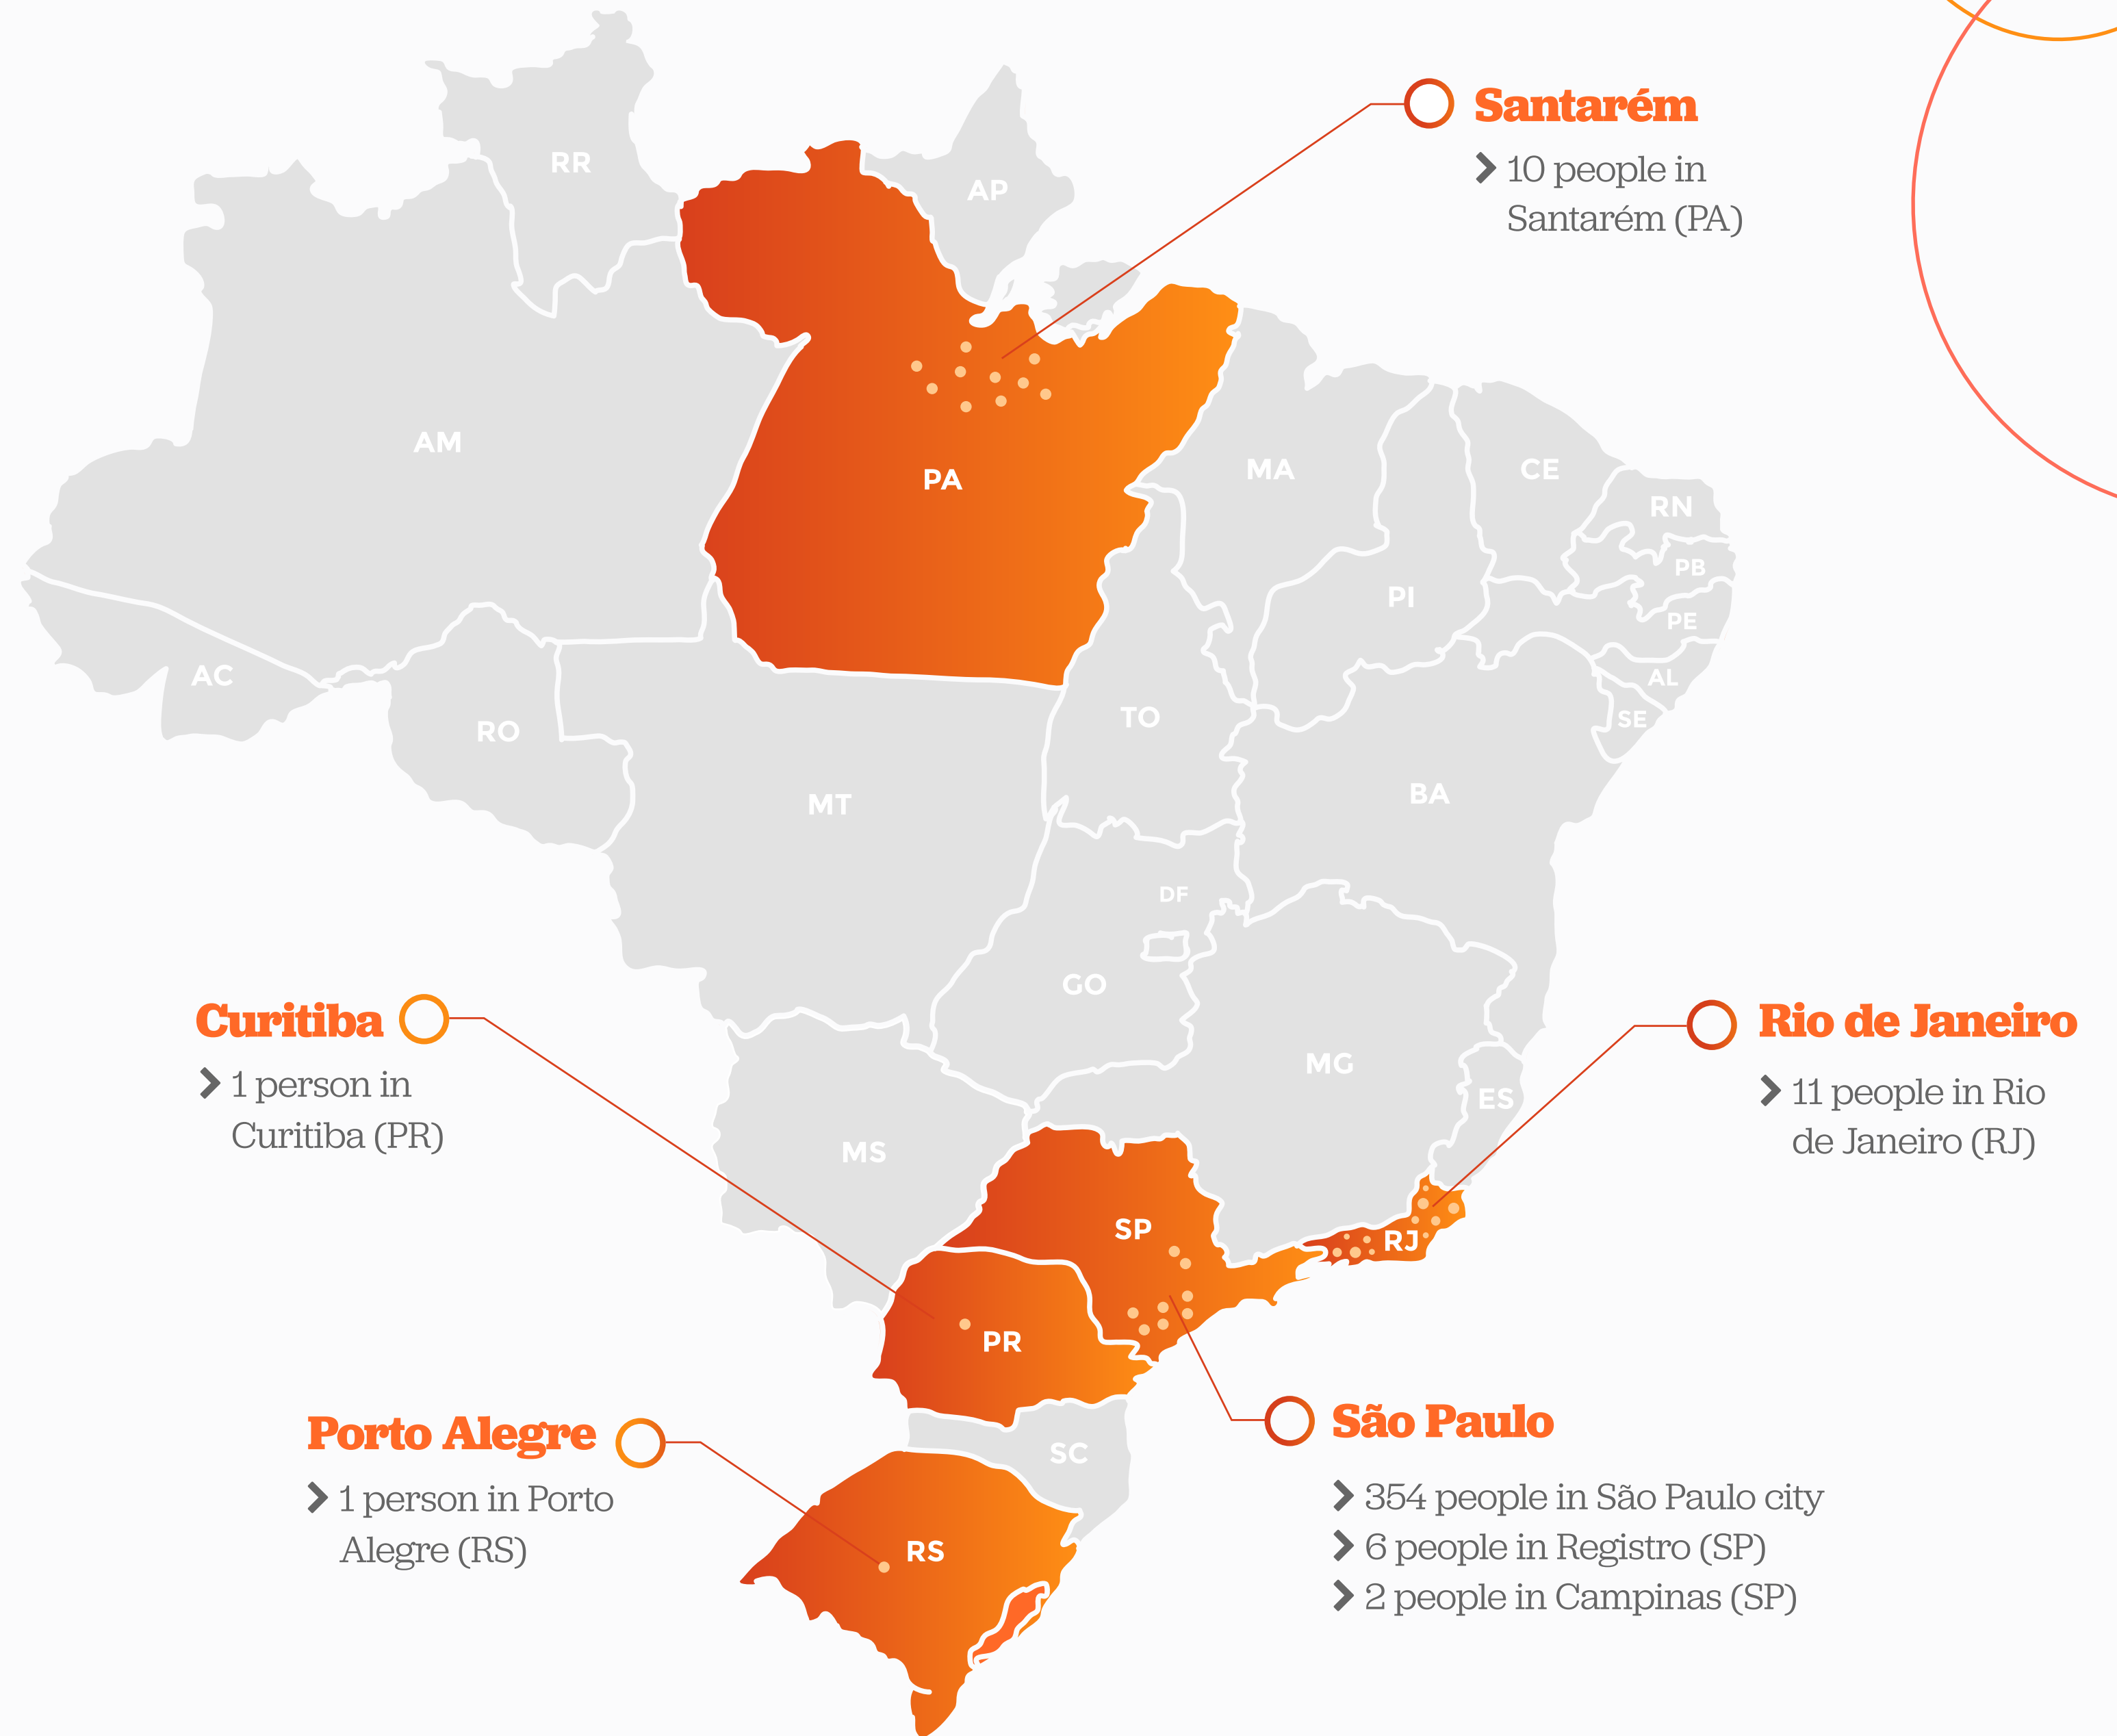 Santarém
10 people in
Santarém (PA)
RR
AP
AM
PA
MA
CE
RN
PB
PI
PE
AC
AL
RO
TO
SE
MT
BA
DF
GO
Curitiba
1 person in
Curitiba (PR)
Rio de Janeiro
11 people in Rio
de Janeiro (RJ)
MG
ES
MS
SP
RJ
PR
Porto Alegre
1 person in Porto
Alegre (RS)
SC
RS
São Paulo
354 people in São Paulo city
6 people in Registro (SP)
2 people in Campinas (SP)